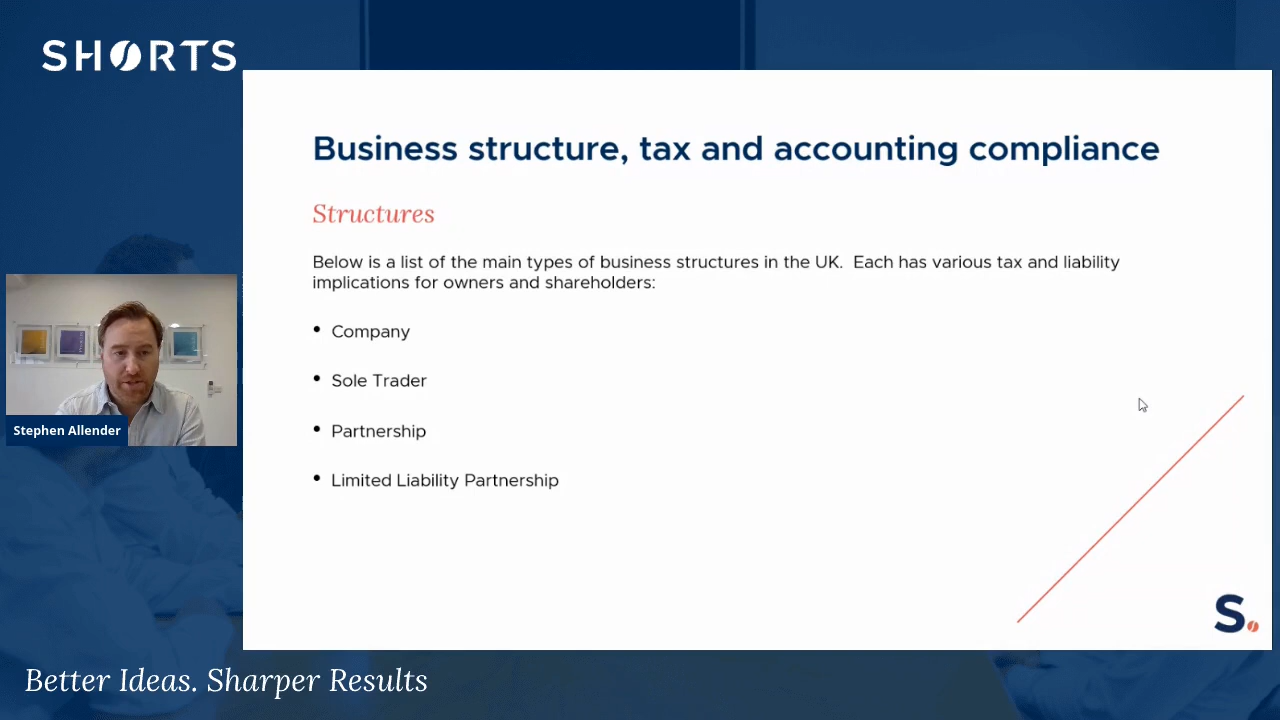 SHORTS
Business structure, tax and accounting compliance
Structures
Below is a list of the main types of business structures in the UK. Each has various tax and liability
implications for owners and shareholders:
• Company
• Sole Trader
• Partnership
• Limited Liability Partnership
Stephen Allender
S.
Better Ideas. Sharper Results